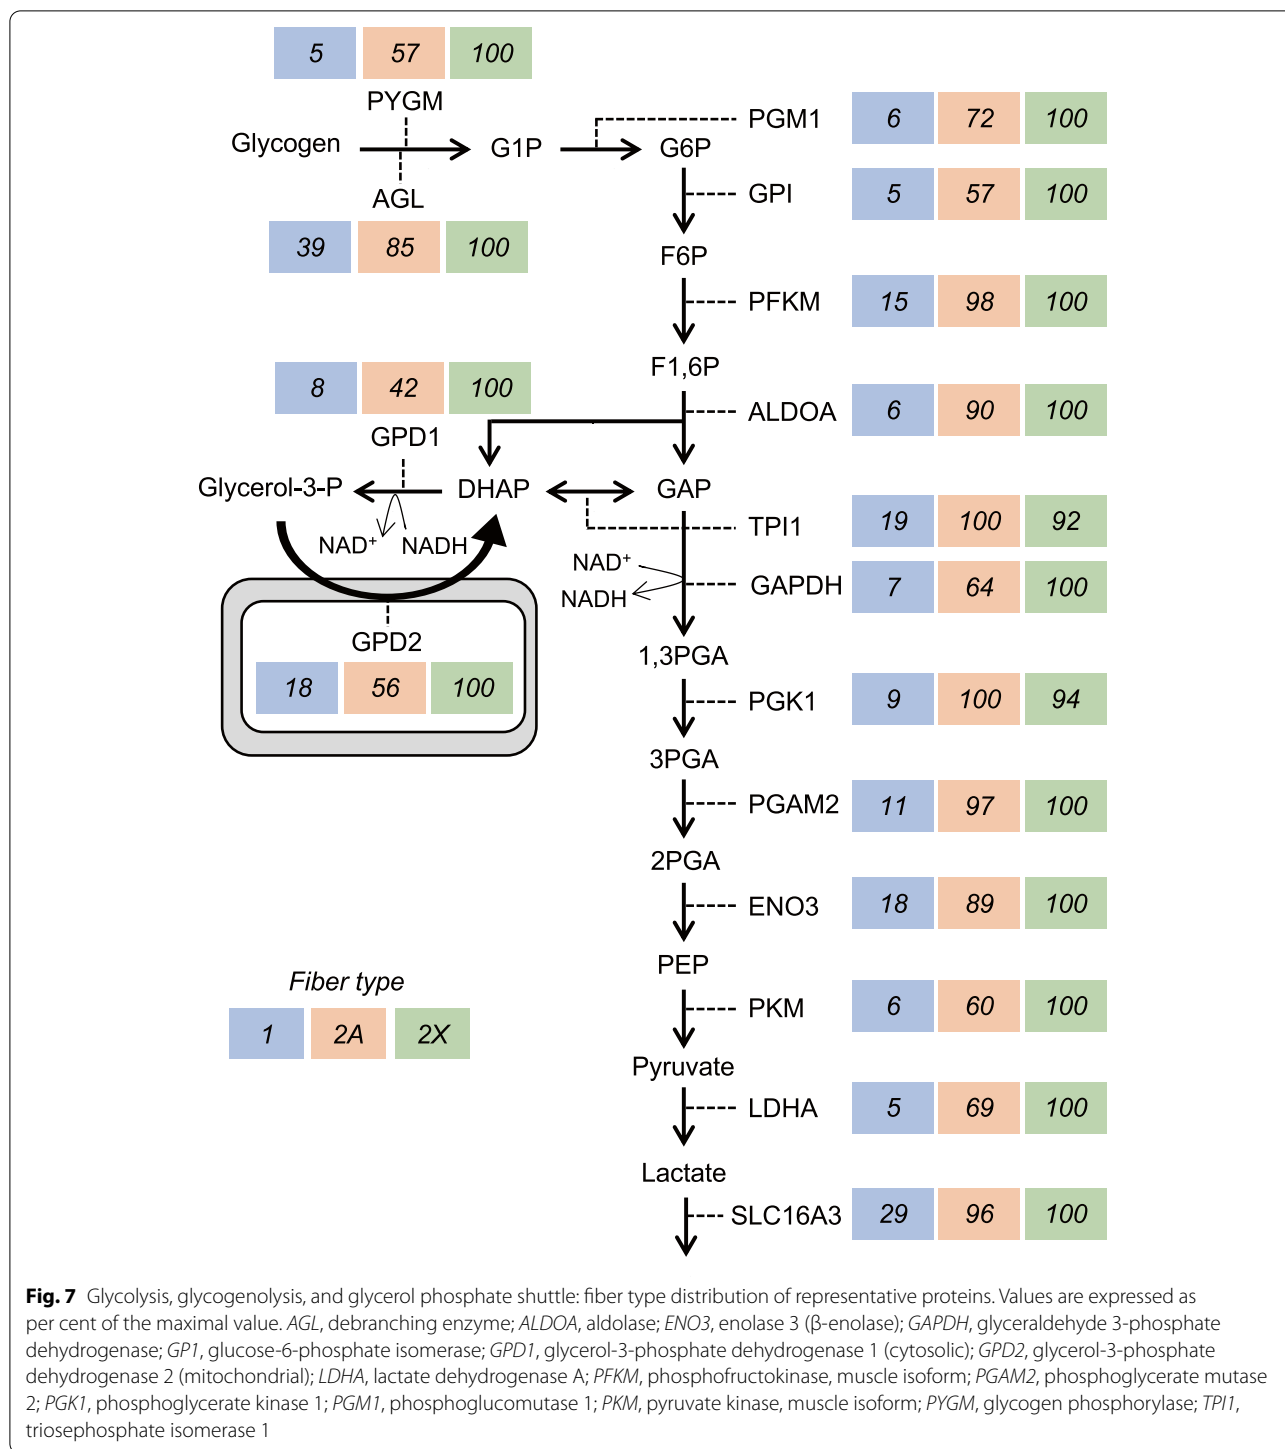 5 57 100
PYGM
Glycogen G1P G6P
AGL
39 85 100
PGM1 6 72 100
GPI 5 57 100
F6P
PFKM 15 98 100
F1,6P
8 42 100
GPD1
ALDOA 6 90 100
Glycerol-3-P DHAP GAP
NAD+ NADH
TPI1 19 100 92
NAD+
NADH
GAPDH 7 64 100
GPD2
18 56 100
1,3PGA
PGK1 9 100 94
3PGA
PGAM2 11 97 100
2PGA
ENO3 18 89 100
PEP
Fiber type
1 2A 2X
PKM 6 60 100
Pyruvate
LDHA 5 69 100
Lactate
SLC16A3 29 96 100
Fig. 7 Glycolysis, glycogenolysis, and glycerol phosphate shuttle: fiber type distribution of representative proteins. Values are expressed as
per cent of the maximal value. AGL, debranching enzyme; ALDOA, aldolase; ENO3, enolase 3 (β-enolase); GAPDH, glyceraldehyde 3-phosphate
dehydrogenase; GP1, glucose-6-phosphate isomerase; GPD1, glycerol-3-phosphate dehydrogenase 1 (cytosolic); GPD2, glycerol-3-phosphate
dehydrogenase 2 (mitochondrial); LDHA, lactate dehydrogenase A; PFKM, phosphofructokinase, muscle isoform; PGAM2, phosphoglycerate mutase
2; PGK1, phosphoglycerate kinase 1; PGM1, phosphoglucomutase 1; PKM, pyruvate kinase, muscle isoform; PYGM, glycogen phosphorylase; TPI1,
triosephosphate isomerase 1